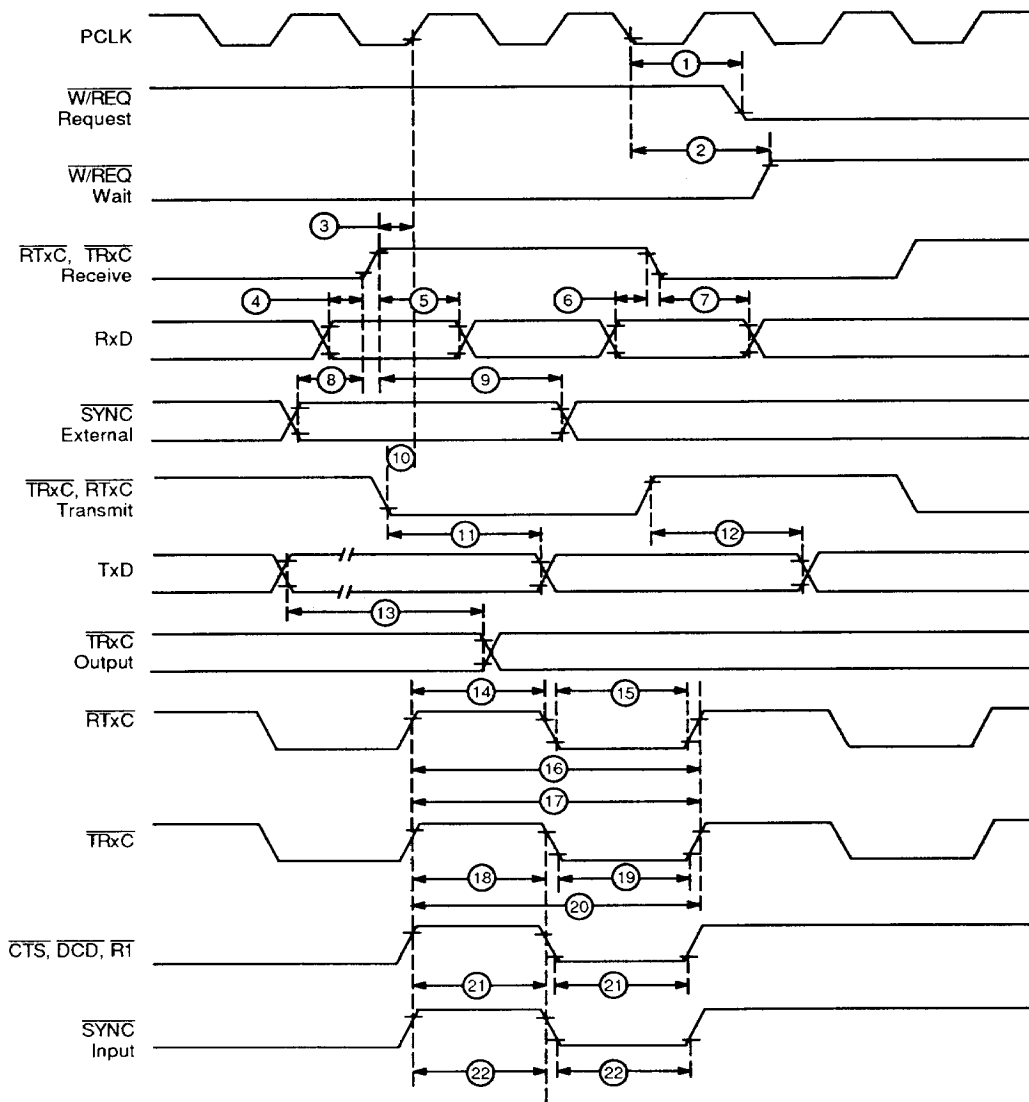 PCLK
1
W/REQ
Request
2
W/REQ
Wait
3
RTxC, TRxC
Receive
4
5
6
7
RxD
8
9
SYNC
External
10
TRxC, RTxC
Transmit
11
12
TxD
13
TRxC
Output
14
15
RTxC
16
17
TRxC
18
19
20
CTS, DCD, R1
21
21
SYNC
Input
22
22